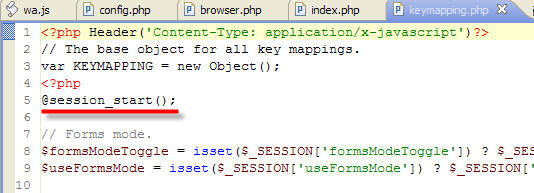 wa.js config.php browser.php index.php keymapping.php
1 <?php Header('Content-Type: application/x-javascript')?>
2 // The base object for all key mappings.
3 var KEYMAPPING = new Object();
4 <?php
5 @session_start();
6
7 // Forms mode.
8 $formsModeToggle = isset($_SESSION['formsModeToggle']) ? $_SESSION['
9 $useFormsMode = isset($_SESSION['useFormsMode']) ? $_SESSION['
10